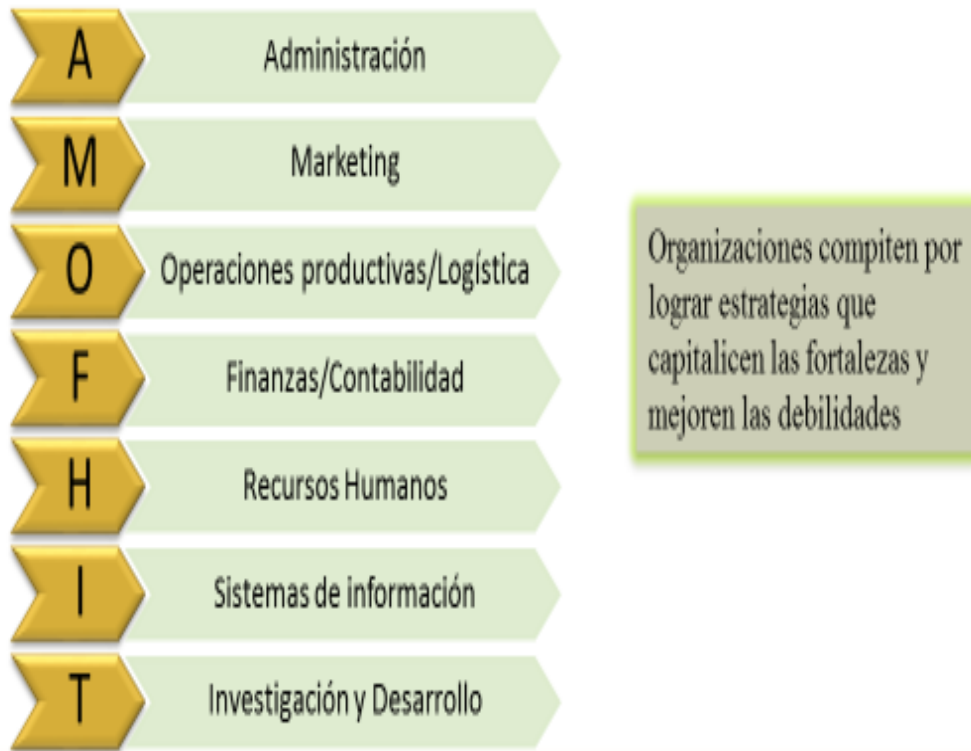 A
Administración
M
Marketing
O
Operaciones productivas/Logística
F
Finanzas/Contabilidad
H
Recursos Humanos
I
Sistemas de información
T
Investigación y Desarrollo
Organizaciones compiten por
lograr estrategias que
capitalicen las fortalezas y
mejoren las debilidades